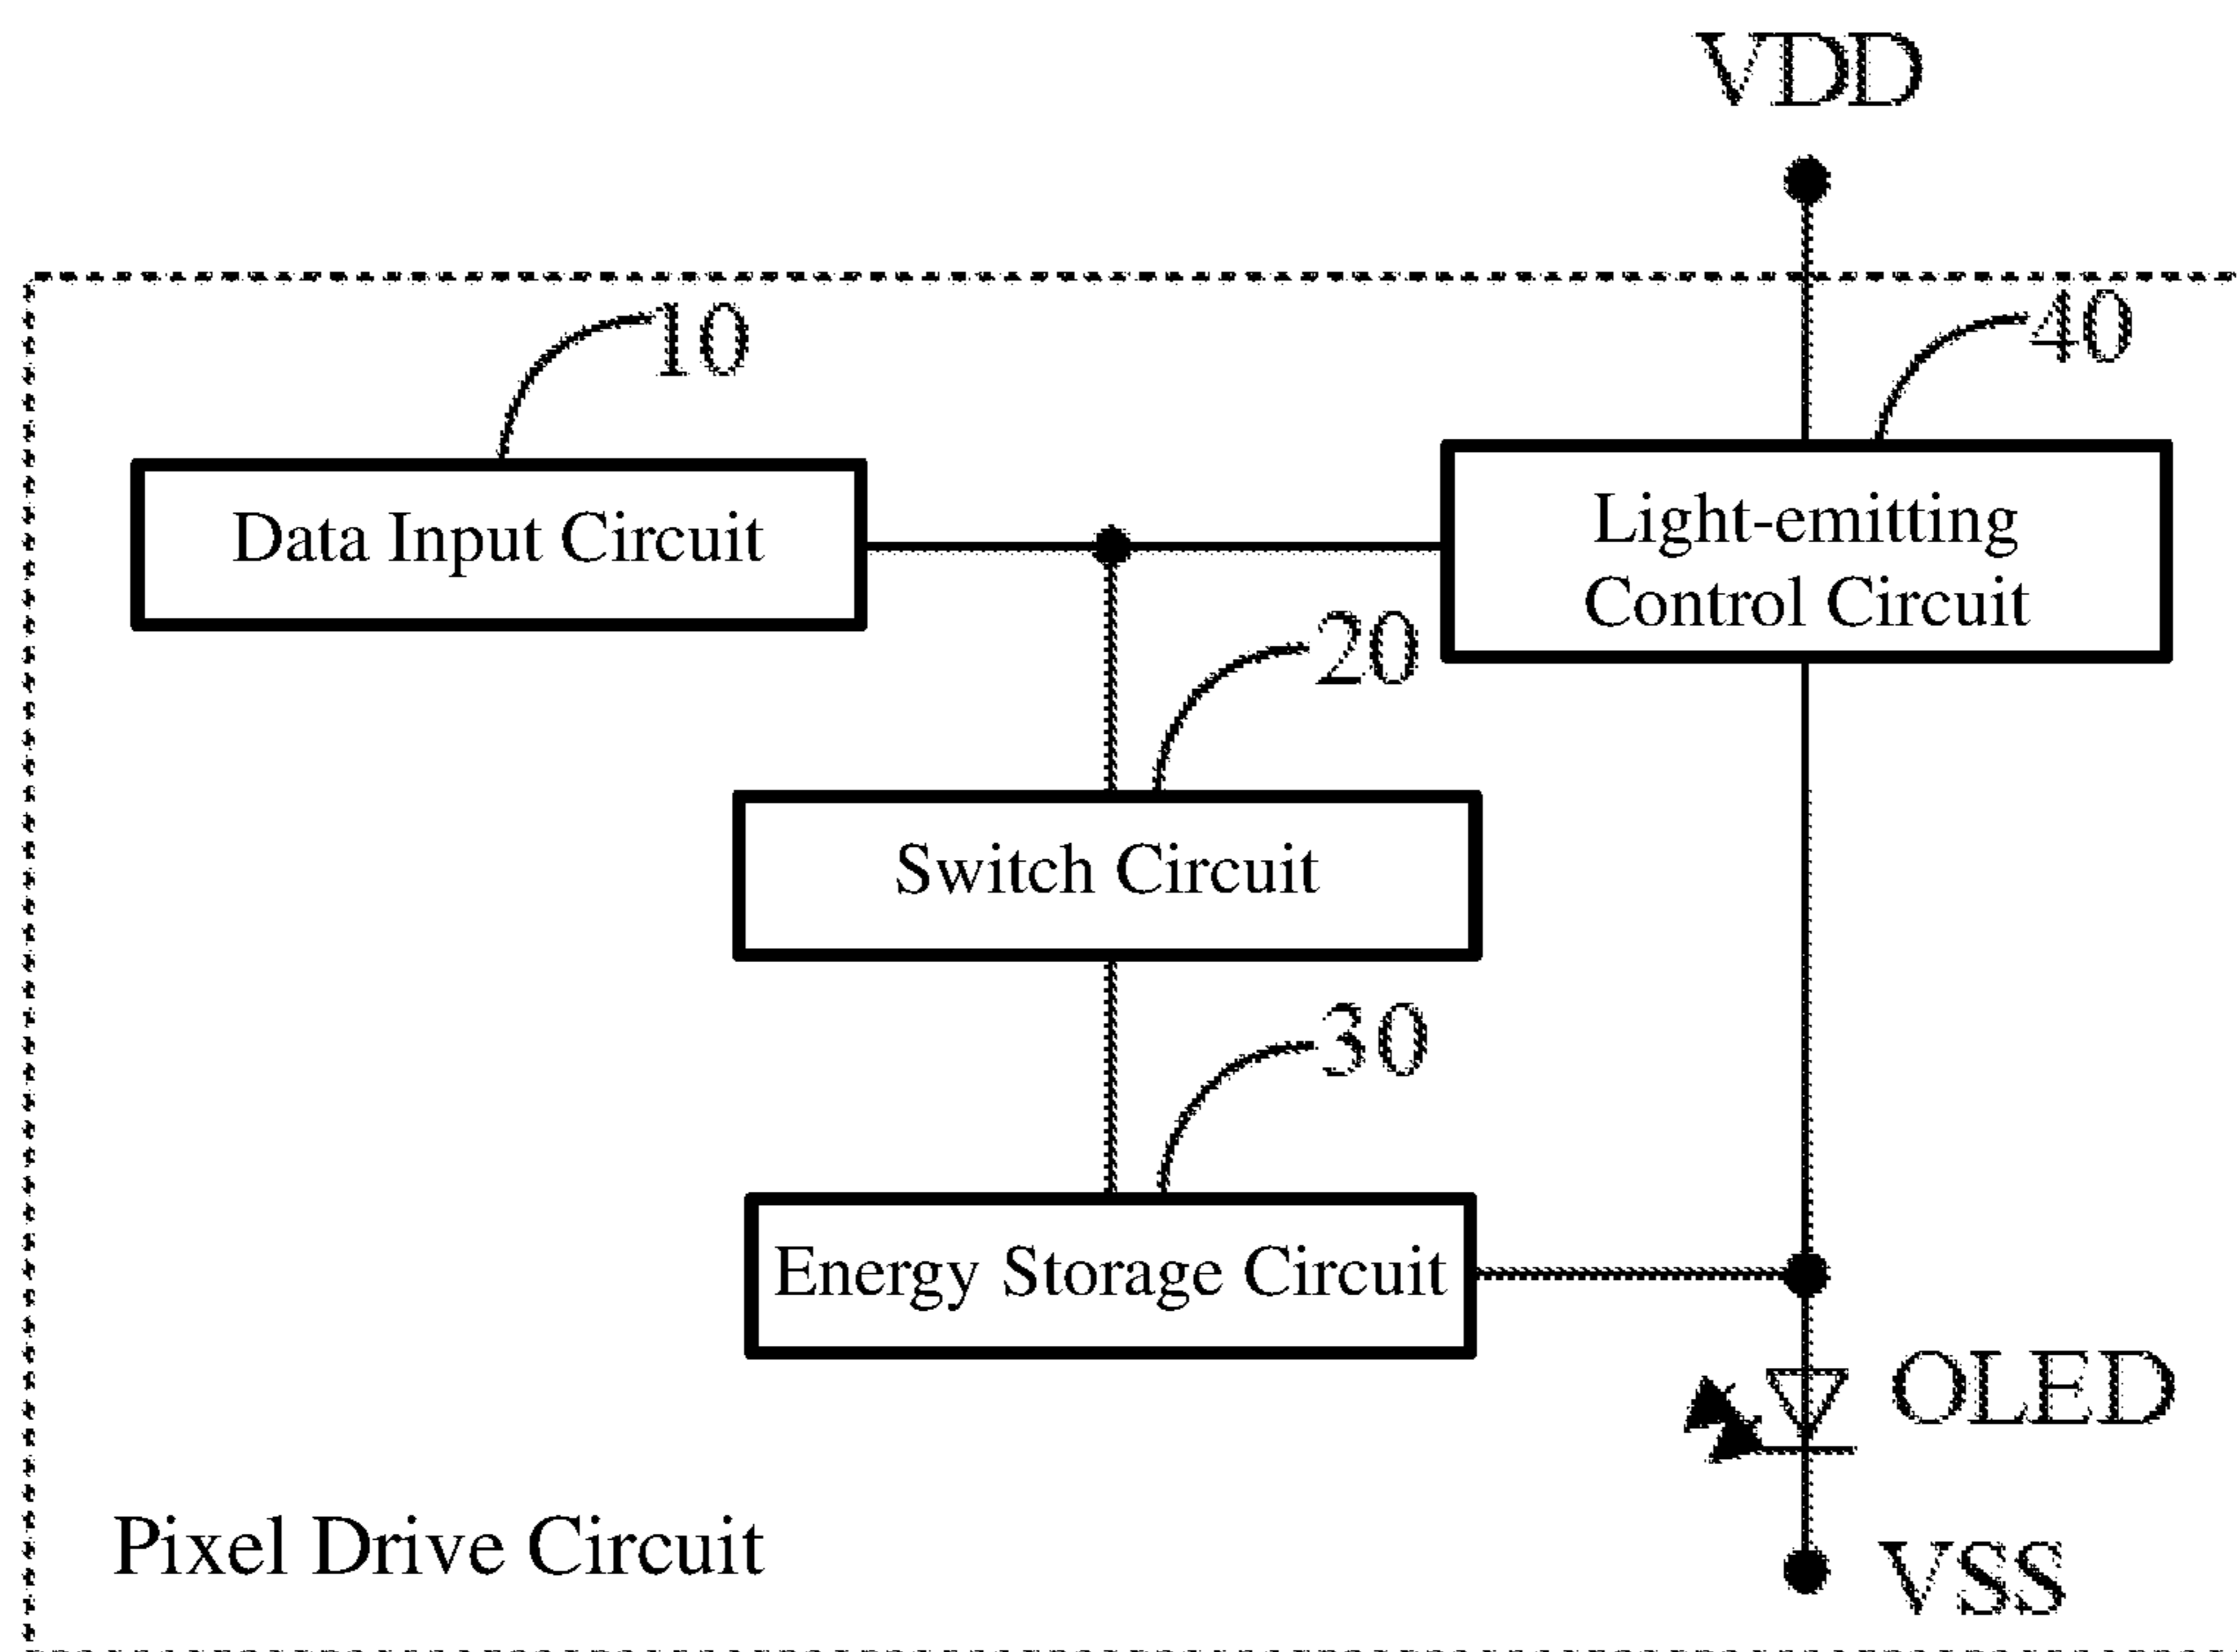 VDD
10
40
Data Input Circuit
Light-emitting
Control Circuit
20
Switch Circuit
30
Energy Storage Circuit
OLED
Pixel Drive Circuit
VSS